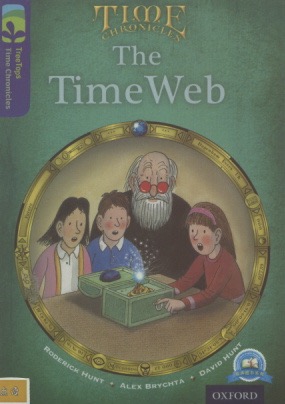 TIME
CHRONICLES
The
TimeWeb
TreeTops
Time Chronicles
RODERICK HUNT • ALEX BRYCHTA • DAVID HUNT
OXFORD